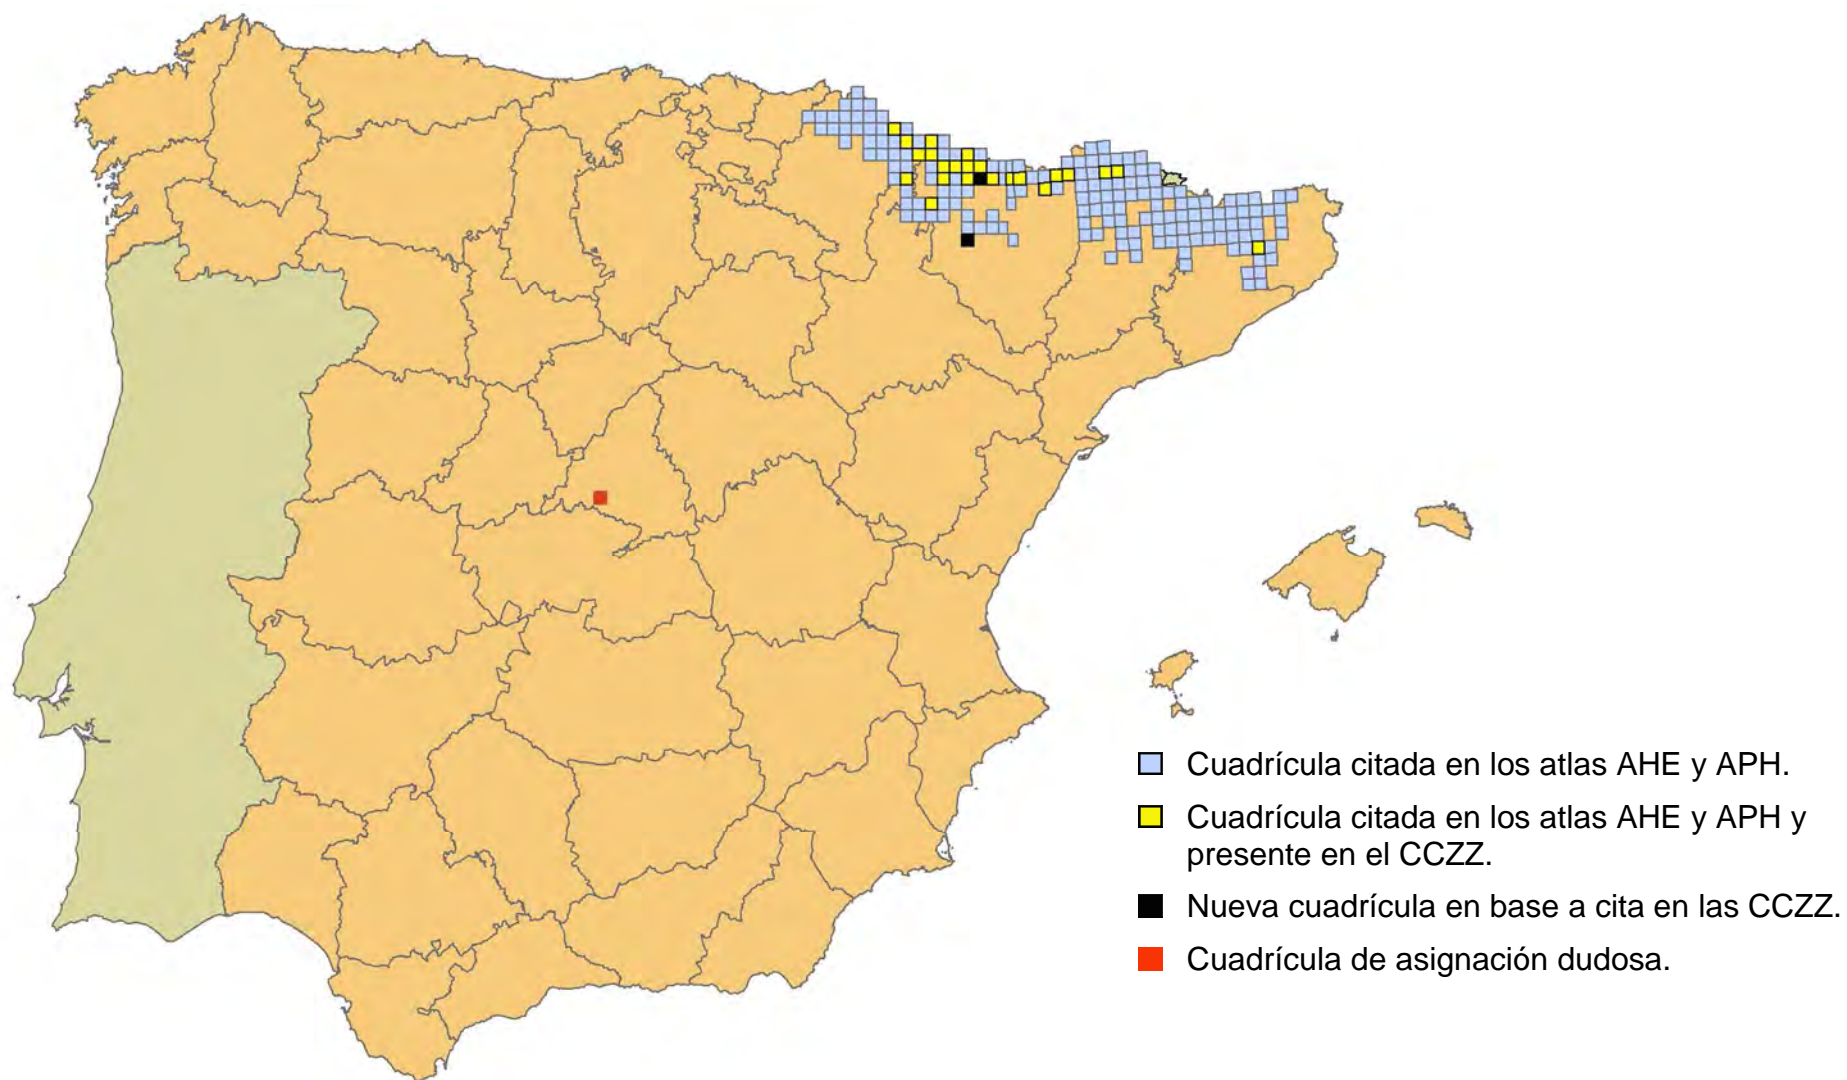 Cuadrícula citada en los atlas AHE y APH.
Cuadrícula citada en los atlas AHE y APH y
presente en el CCZZ.
Nueva cuadrícula en base a cita en las CCZZ.
Cuadrícula de asignación dudosa.